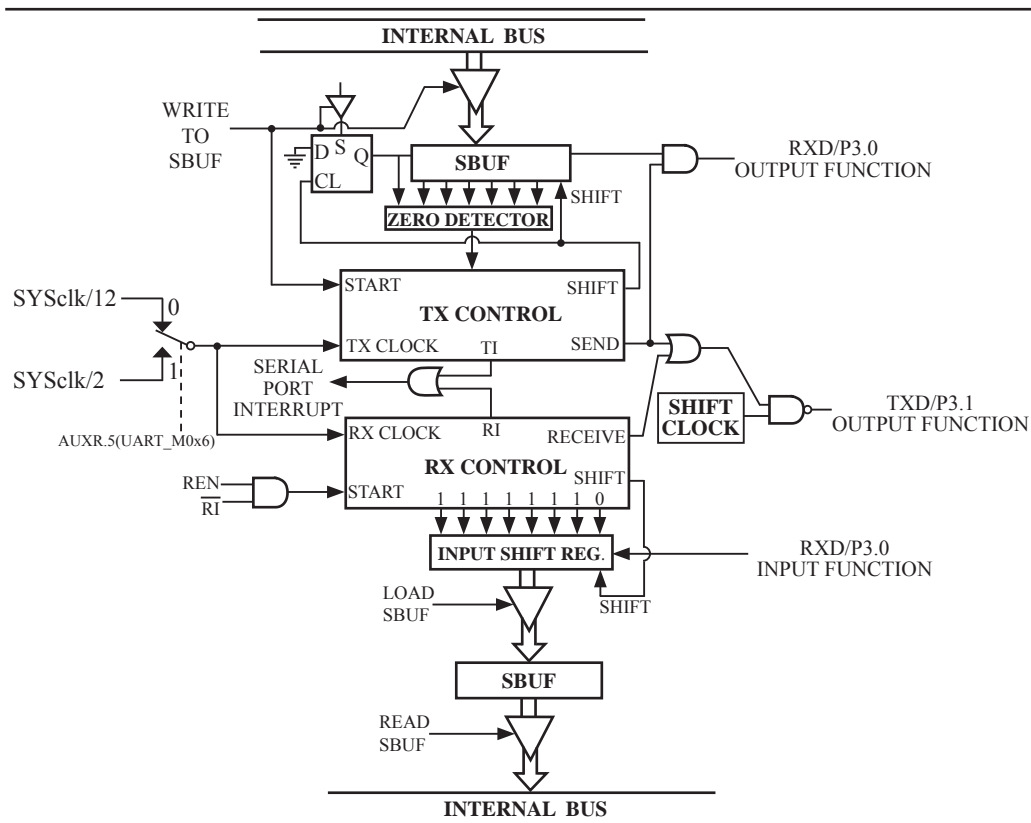 INTERNAL BUS
WRITE
TO
SBUF
D
S
Q
CL
SBUF
SHIFT
ZERO DETECTOR
RXD/P3.0
OUTPUT FUNCTION
START
SHIFT
TX CONTROL
TX CLOCK
TI
SEND
SYSclk/12
0
SYSclk/2
1
AUXR.5(UART_M0x6)
SERIAL
PORT
INTERRUPT
SHIFT
CLOCK
TXD/P3.1
OUTPUT FUNCTION
RX CLOCK
RI
RECEIVE
RX CONTROL
SHIFT
START
REN
R̅I̅
1 1 1 1 1 1 1 0
INPUT SHIFT REG.
RXD/P3.0
INPUT FUNCTION
SHIFT
LOAD
SBUF
SBUF
READ
SBUF
INTERNAL BUS